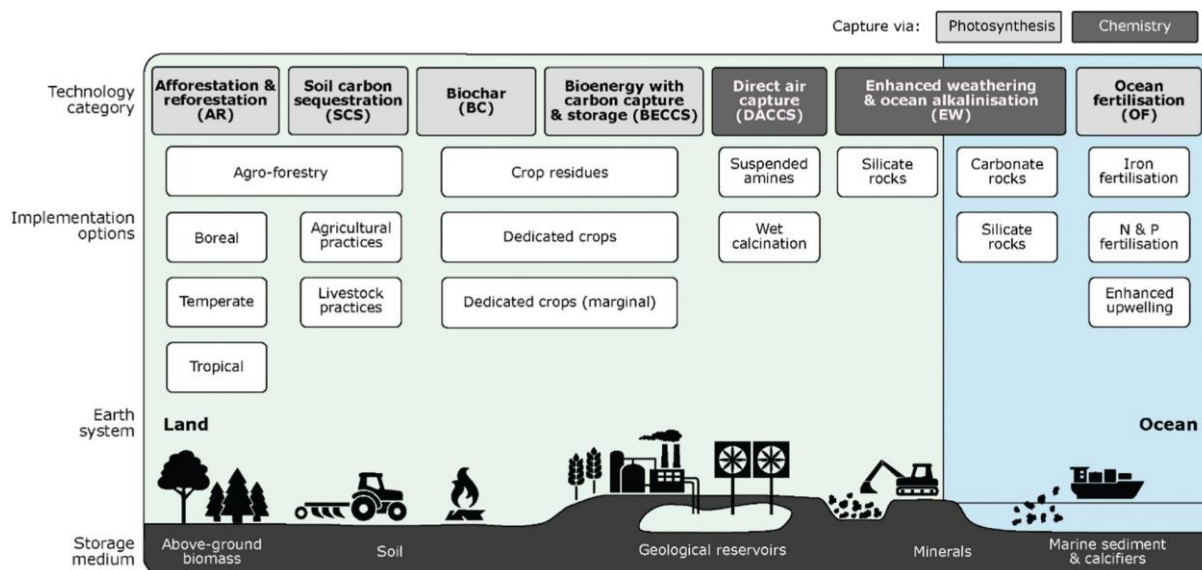 Capture via:
Photosynthesis
Chemistry
Technology
category
Afforestation &
reforestation
(AR)
Soil carbon
sequestration
(SCS)
Biochar
(BC)
Bioenergy with
carbon capture
& storage (BECCS)
Direct air
capture
(DACCS)
Enhanced weathering
& ocean alkalinisation
(EW)
Ocean
fertilisation
(OF)
Implementation
options
Agro-forestry
Crop residues
Suspended
amines
Silicate
rocks
Carbonate
rocks
Iron
fertilisation
Boreal
Agricultural
practices
Dedicated crops
Wet
calcination
Silicate
rocks
N & P
fertilisation
Temperate
Livestock
practices
Dedicated crops (marginal)
Enhanced
upwelling
Tropical
Earth
system
Land
Ocean
Storage
medium
Above-ground
biomass
Soil
Geological reservoirs
Minerals
Marine sediment
& calcifiers